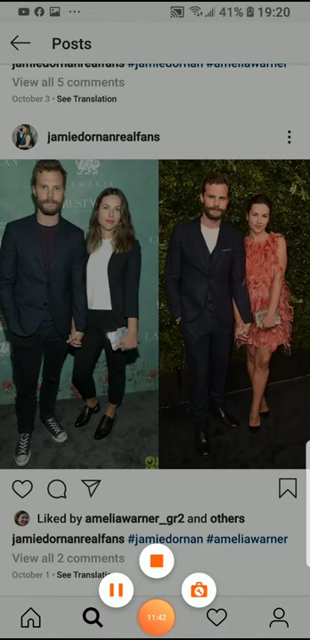 41% 19:20
Posts
jamiedornanrealfans #jamiedornan #ameliawarner
View all 5 comments
October 3 • See Translation
jamiedornanrealfans
Liked by ameliawarner_gr2 and others
jamiedornanrealfans #jamiedornan #ameliawarner
View all 2 comments
October 1 • See
11:42